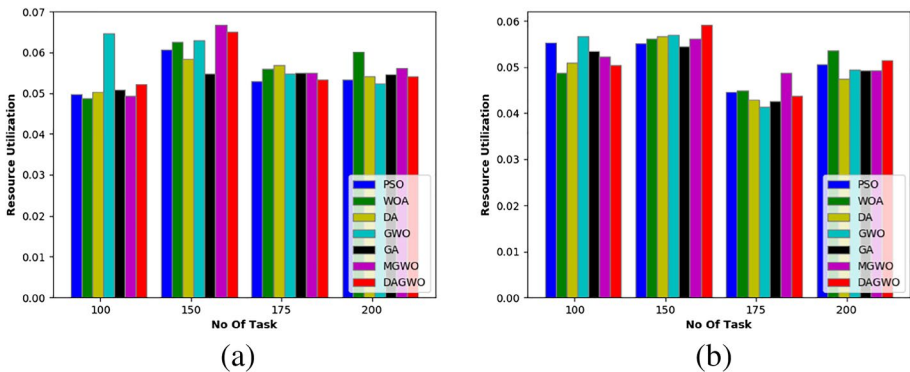 0.07
0.06
0.05
0.04
0.03
0.02
0.01
0.00
Resource Utilization
100 150 175 200
No Of Task
PSO
WOA
DA
GWO
GA
MGWO
DAGWO
(a)
0.06
0.05
0.04
0.03
0.02
0.01
0.00
Resource Utilization
100 150 175 200
No Of Task
PSO
WOA
DA
GWO
GA
MGWO
DAGWO
(b)